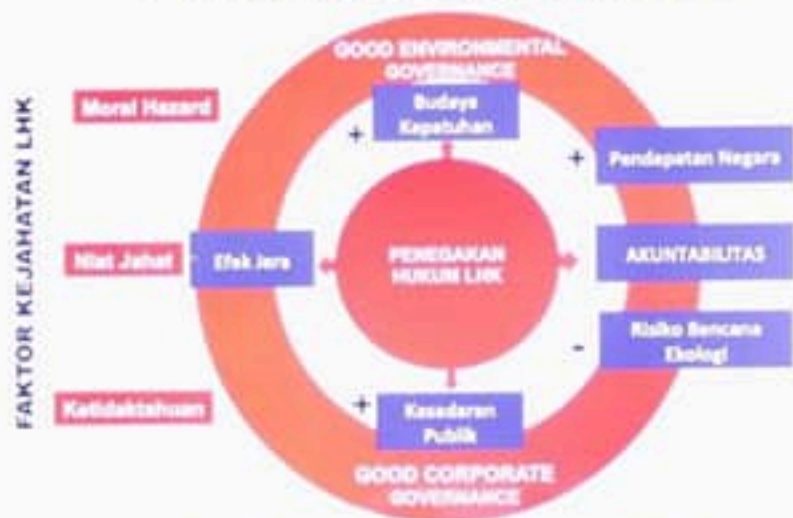 GOOD ENVIRONMENTAL
GOVERNANCE
FAKTOR KEJAHATAN LHK
Moral Hazard
Budaya
Kepatuhan
+
+
Pendapatan Negara
Niat Jahat
Efek Jera
PENEGAKAN
HUKUM LHK
AKUNTABILITAS
Risiko Bencana
Ekologi
-
Ketidaktahuan
+
Kesadaran
Publik
GOOD CORPORATE
GOVERNANCE